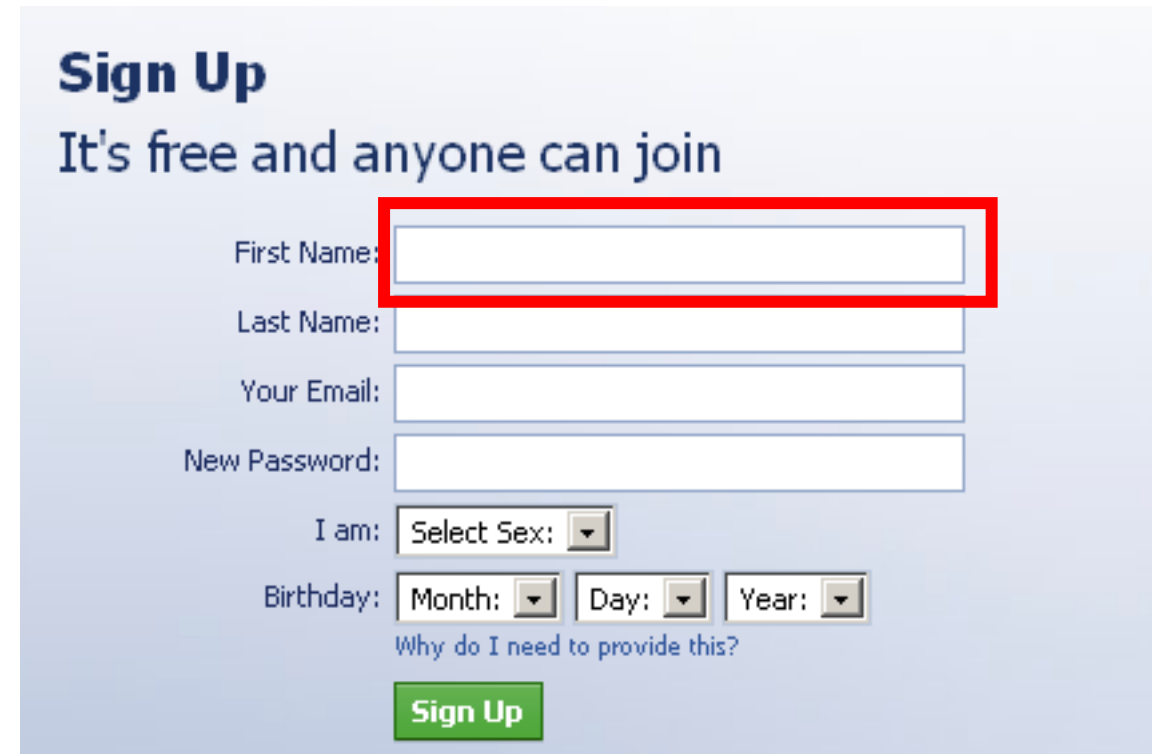 Sign Up
It's free and anyone can join
First Name:
Last Name:
Your Email:
New Password:
I am: Select Sex:
Birthday: Month: Day: Year:
Why do I need to provide this?
Sign Up